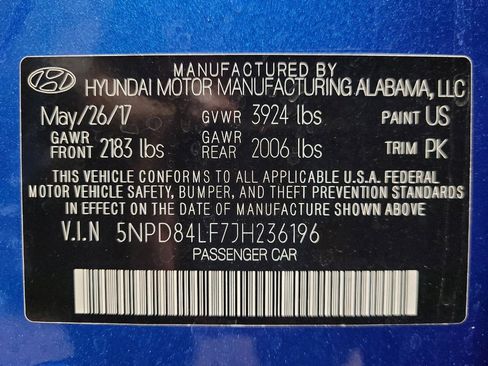 MANUFACTURED BY
HYUNDAI MOTOR MANUFACTURING ALABAMA, LLC
May/26/17 GVWR 3924 lbs PAINT US
GAWR FRONT 2183 lbs GAWR REAR 2006 lbs TRIM PK
THIS VEHICLE CONFORMS TO ALL APPLICABLE U.S.A. FEDERAL
MOTOR VEHICLE SAFETY, BUMPER, AND THEFT PREVENTION STANDARDS
IN EFFECT ON THE DATE OF MANUFACTURE SHOWN ABOVE.
V.I.N 5NPD84LF7JH236196
PASSENGER CAR